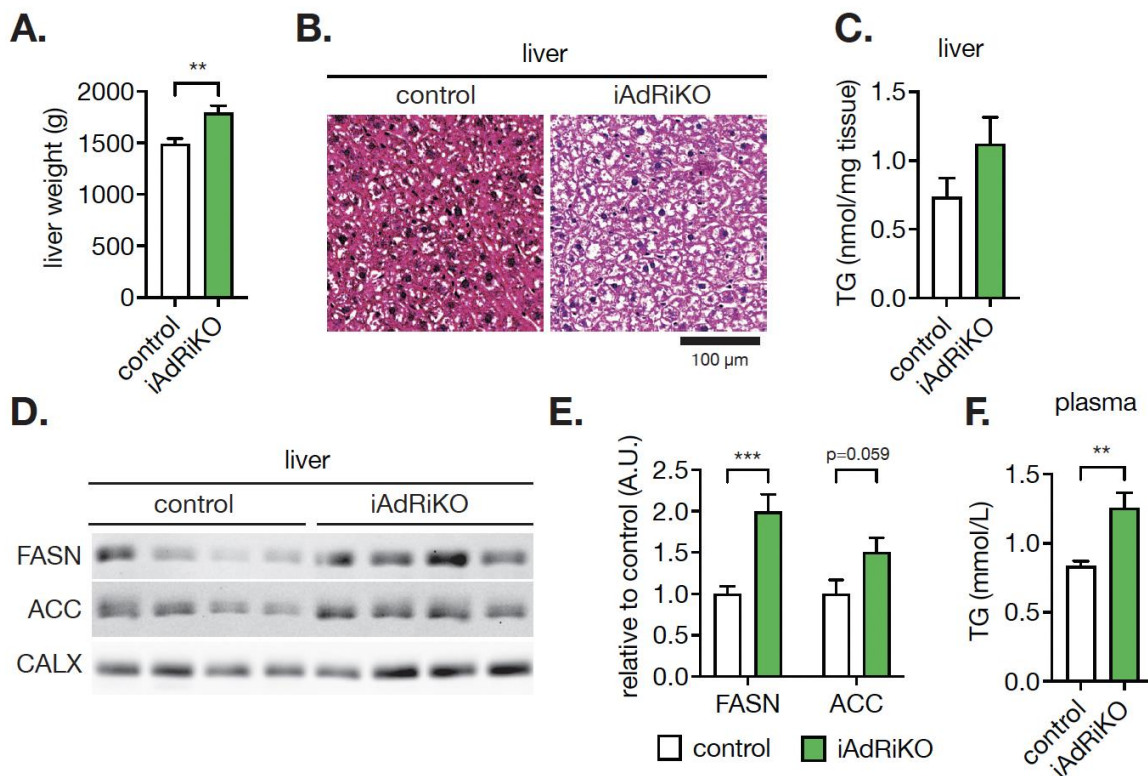 A.
liver weight (g)
2000
1500
1000
500
0
**
control
iAdRiKO
B.
liver
control
iAdRiKO
100 µm
C.
liver
TG (nmol/mg tissue)
1.5
1.0
0.5
0.0
control
iAdRiKO
D.
liver
control
iAdRiKO
FASN
ACC
CALX
E.
relative to control (A.U.)
2.5
2.0
1.5
1.0
0.5
0.0
***
p=0.059
FASN
ACC
control
iAdRiKO
F.
plasma
TG (mmol/L)
1.5
1.0
0.5
0.0
**
control
iAdRiKO